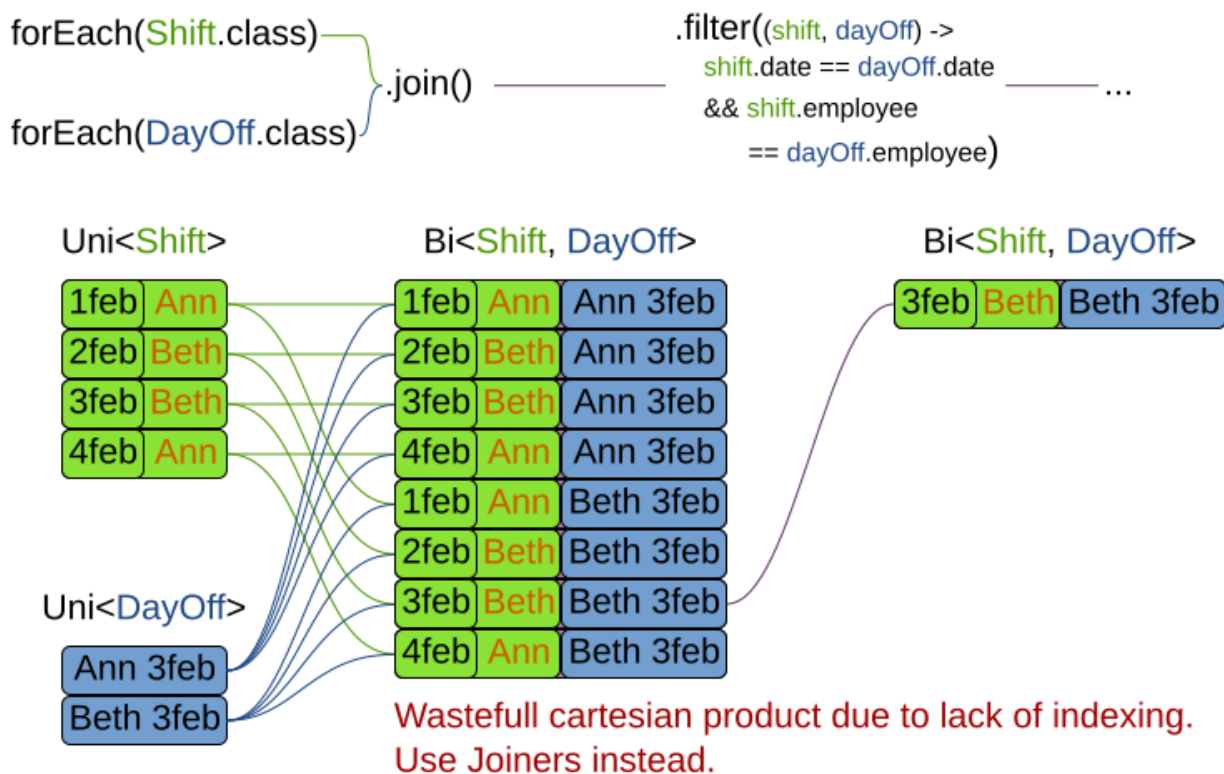 forEach(Shift.class)
.join()
forEach(DayOff.class)
.filter((shift, dayOff) ->
shift.date == dayOff.date
&& shift.employee
== dayOff.employee)
...
Uni<Shift>
1feb Ann
2feb Beth
3feb Beth
4feb Ann
Uni<DayOff>
Ann 3feb
Beth 3feb
Bi<Shift, DayOff>
1feb Ann Ann 3feb
2feb Beth Ann 3feb
3feb Beth Ann 3feb
4feb Ann Ann 3feb
1feb Ann Beth 3feb
2feb Beth Beth 3feb
3feb Beth Beth 3feb
4feb Ann Beth 3feb
Bi<Shift, DayOff>
3feb Beth Beth 3feb
Wastefull cartesian product due to lack of indexing.
Use Joiners instead.